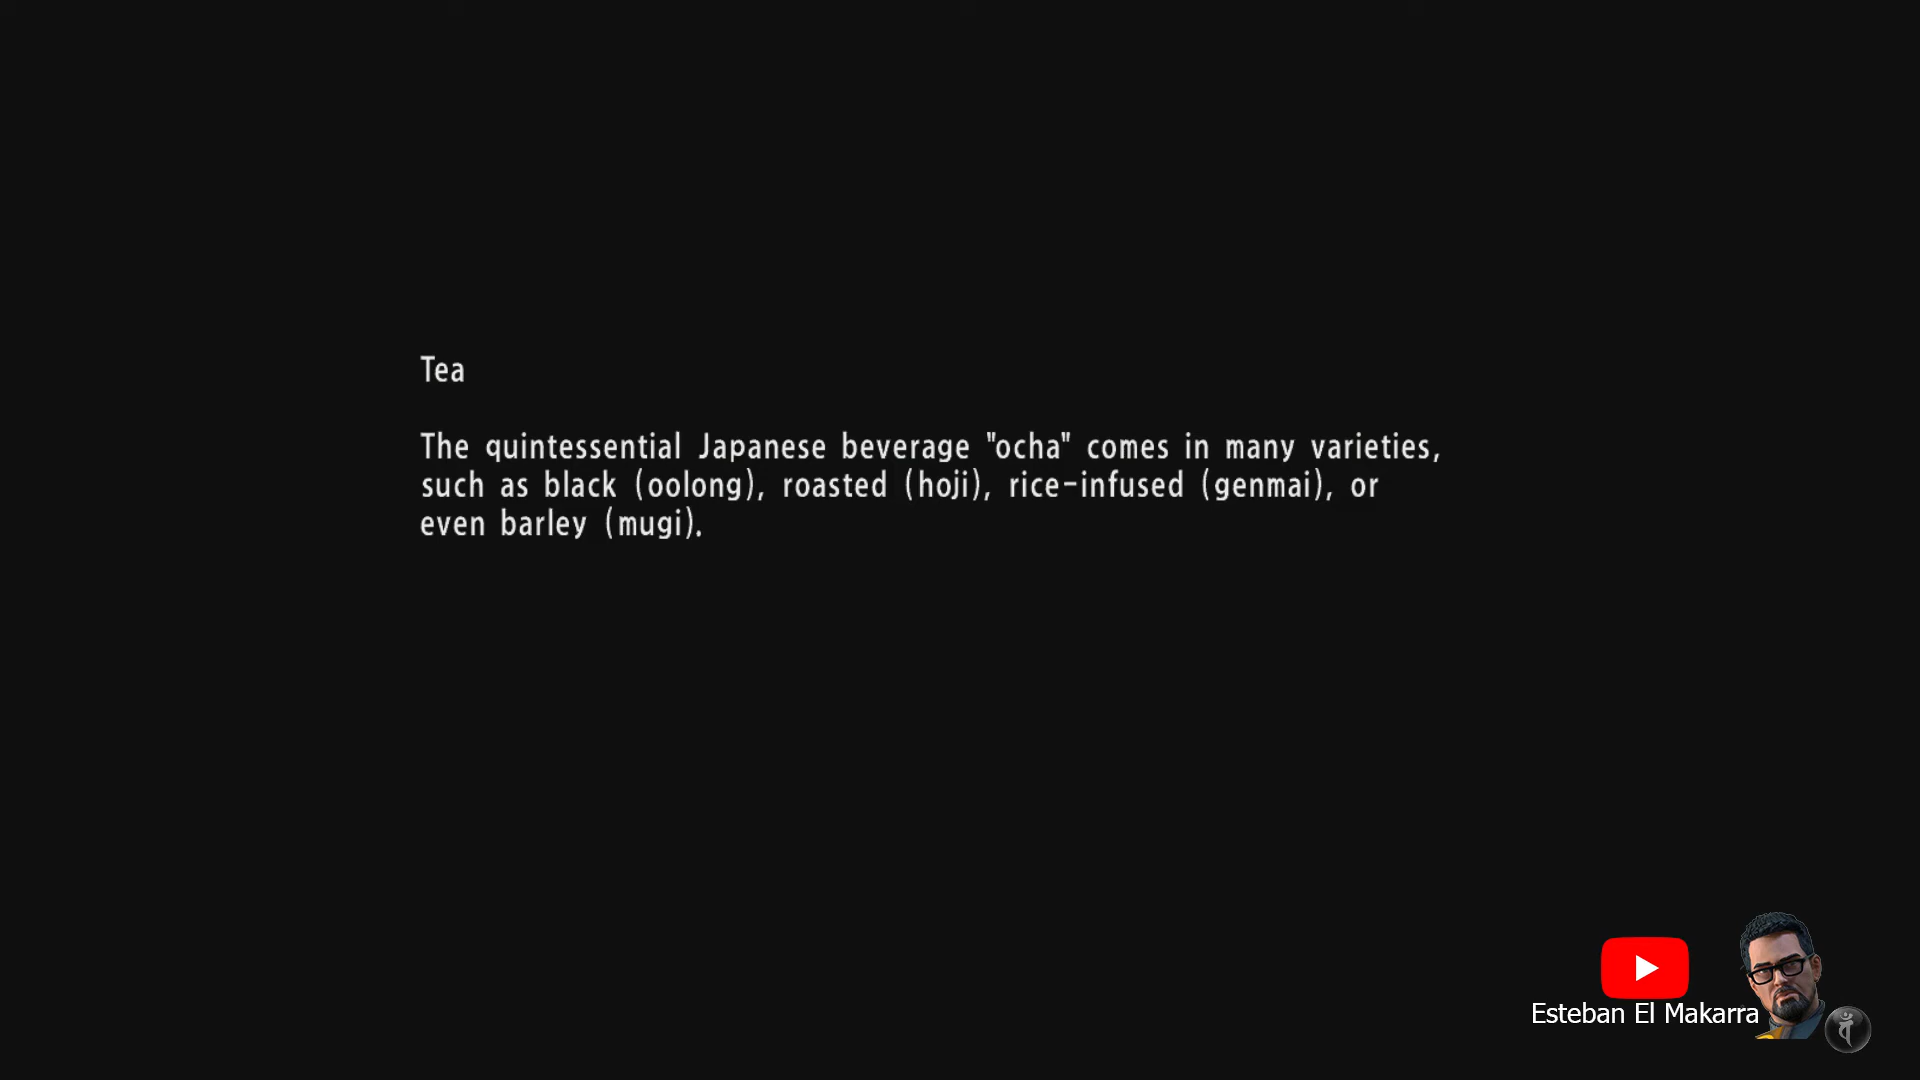 Tea
The quintessential Japanese beverage "ocha" comes in many varieties,
such as black (oolong), roasted (hoji), rice-infused (genmai), or
even barley (mugi).
Esteban El Makarra